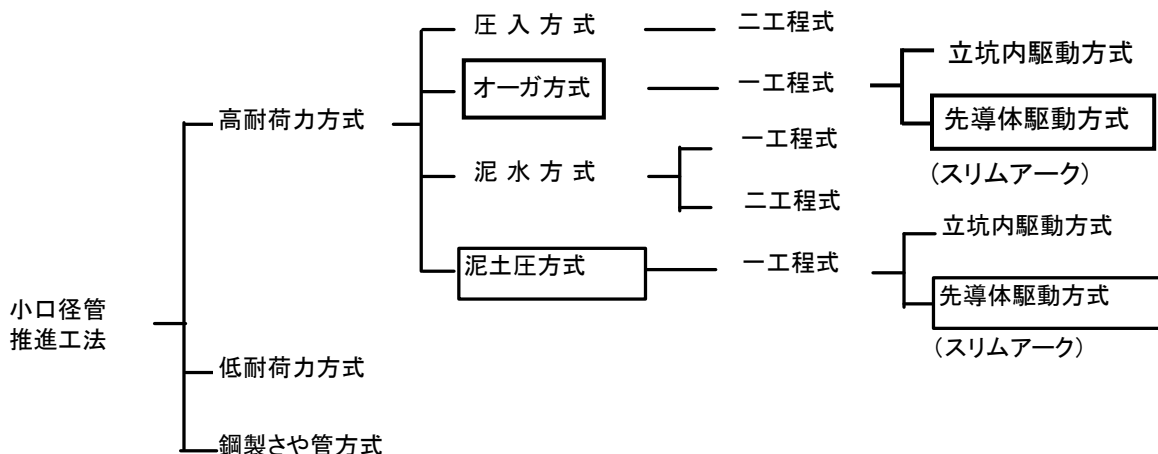 圧入方式
二工程式
オーガ方式
一工程式
立坑内駆動方式
高耐荷力方式
先導体駆動方式
(スリムアーク)
泥水方式
一工程式
二工程式
泥土圧方式
一工程式
立坑内駆動方式
先導体駆動方式
(スリムアーク)
小口径管
推進工法
低耐荷力方式
鋼製さや管方式